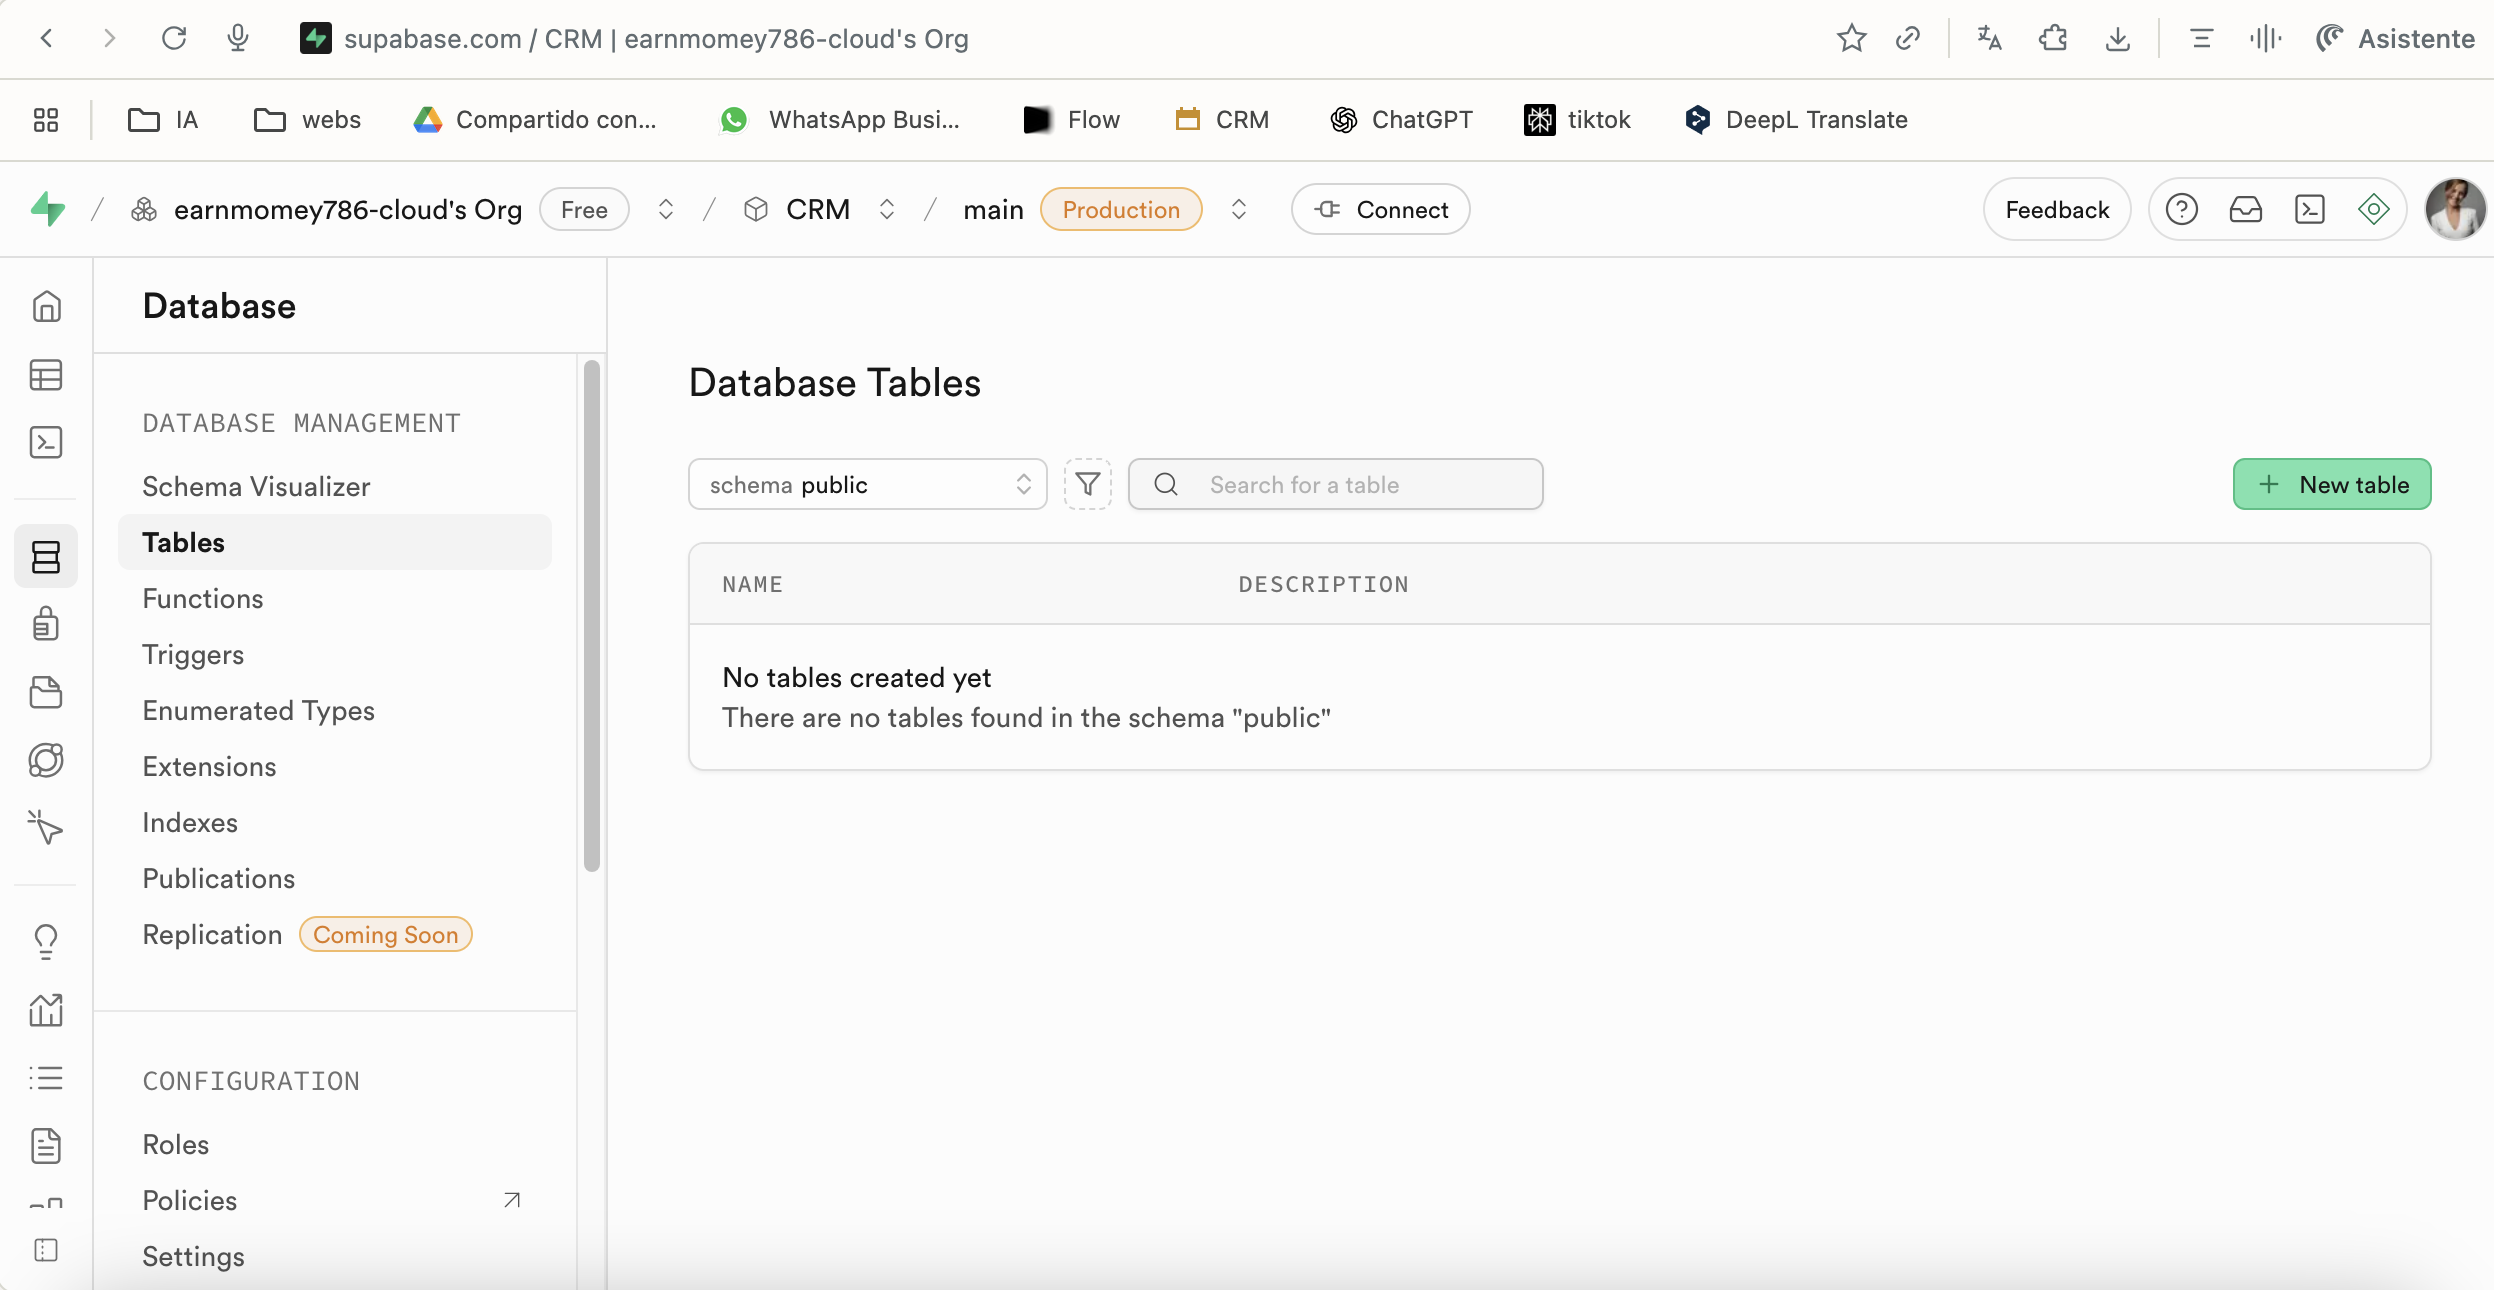 supabase.com / CRM | earnmomey786-cloud's Org
Asistente
IA
webs
Compartido con...
WhatsApp Busi...
Flow
CRM
ChatGPT
tiktok
DeepL Translate
/ earnmomey786-cloud's Org Free / CRM / main Production Connect
Feedback
Database
DATABASE MANAGEMENT
Schema Visualizer
Tables
Functions
Triggers
Enumerated Types
Extensions
Indexes
Publications
Replication Coming Soon
CONFIGURATION
Roles
Policies
Settings
Database Tables
schema public
Search for a table
+ New table
NAME DESCRIPTION
No tables created yet
There are no tables found in the schema "public"